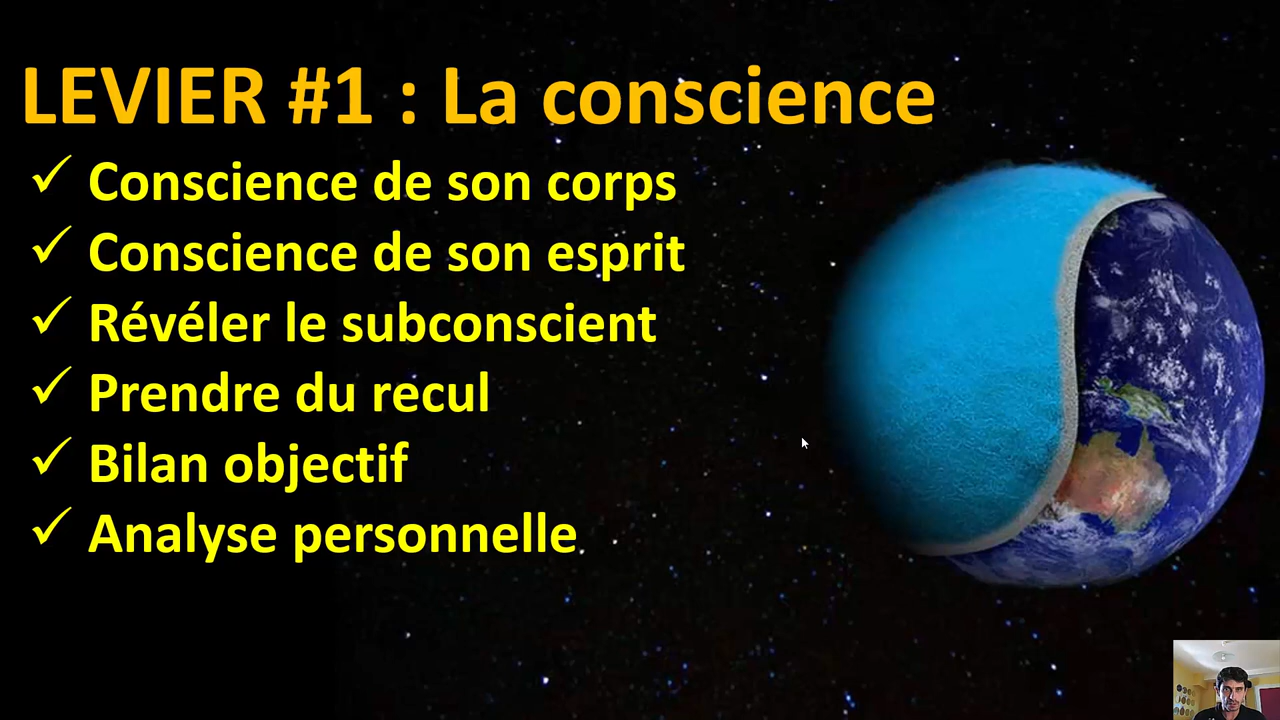 LEVIER #1 : La conscience
✓ Conscience de son corps
✓ Conscience de son esprit
✓ Révéler le subconscient
✓ Prendre du recul
✓ Bilan objectif
✓ Analyse personnelle